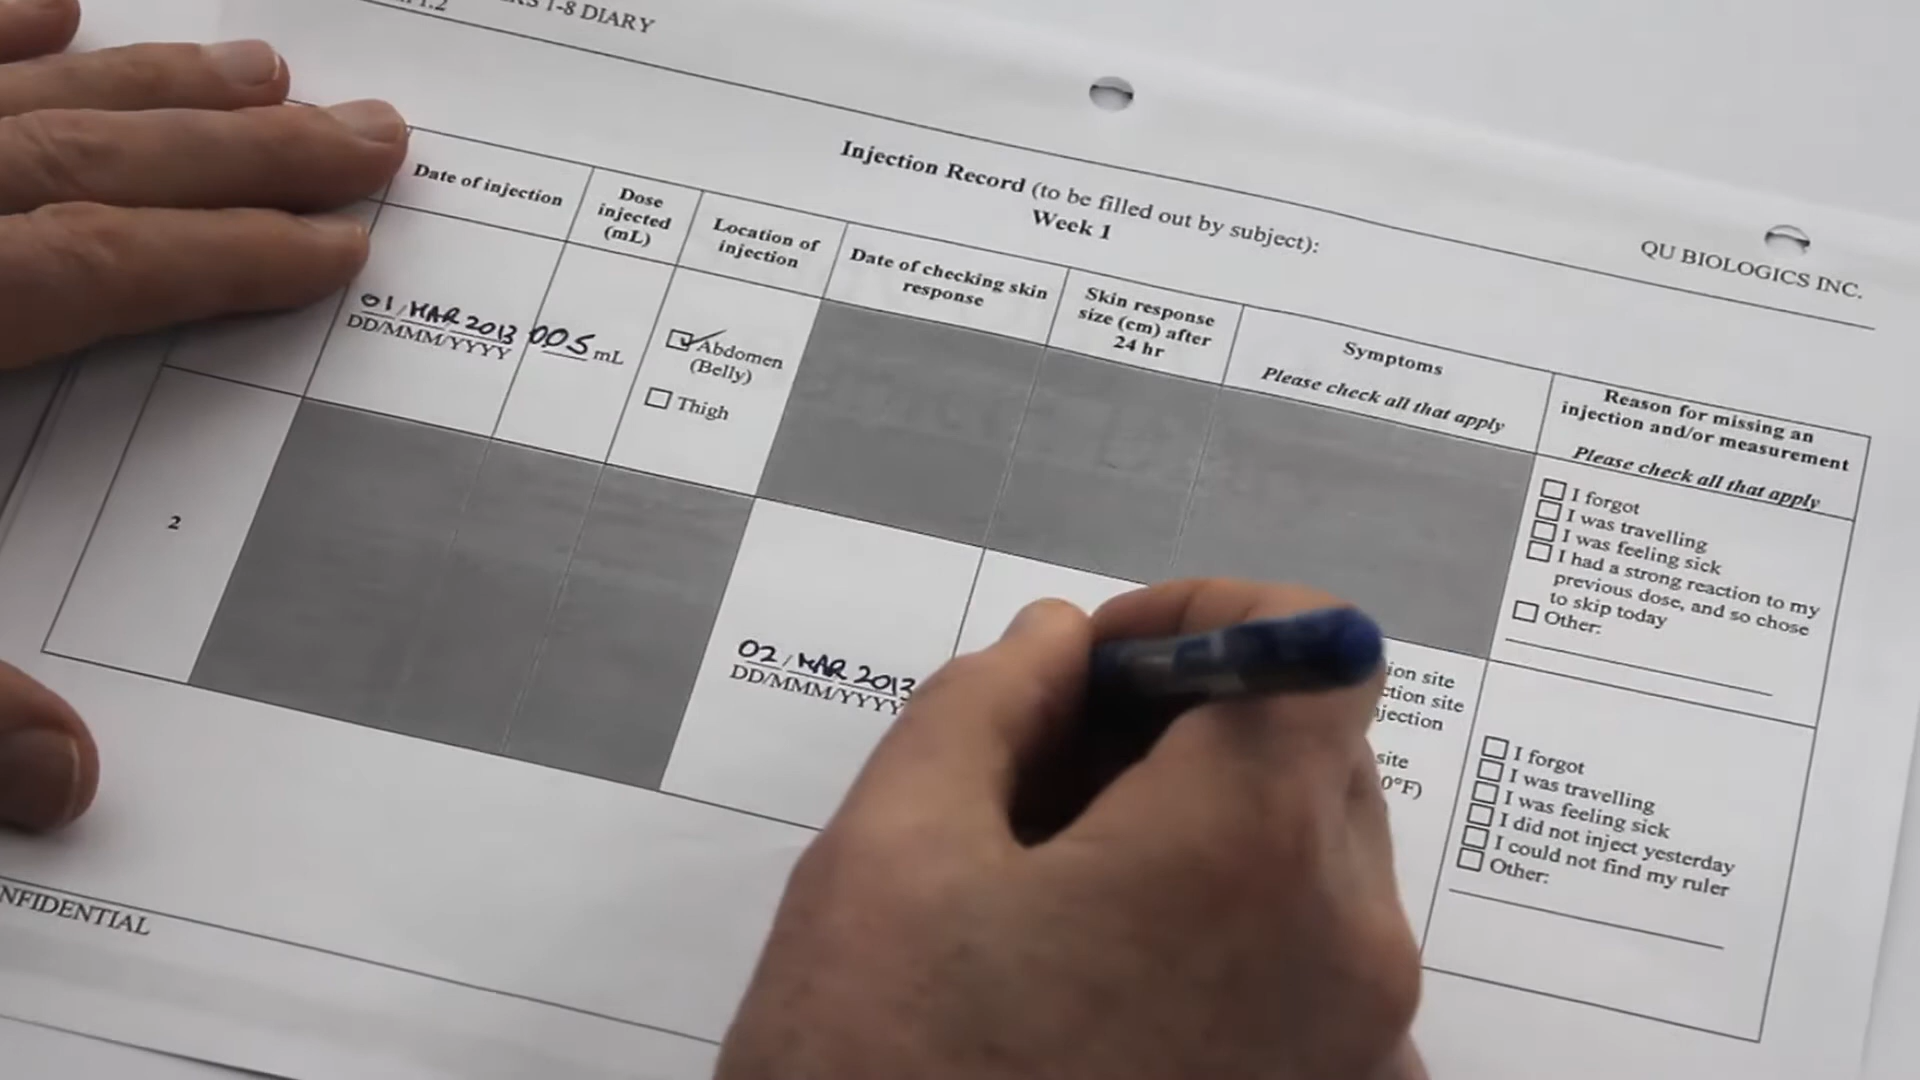 1-8 DIARY
1.2
QU BIOLOGICS INC.
Injection Record (to be filled out by subject):
Week 1
Date of injection
Dose
injected
(mL)
Location of
injection
Date of checking skin
response
Skin response
size (cm) after
24 hr
Symptoms
Please check all that apply
Reason for missing an
injection and/or measurement
Please check all that apply
01/MAR 2013
DD/MMM/YYYY
005 mL
Abdomen
(Belly)
Thigh
I forgot
I was travelling
I was feeling sick
I had a strong reaction to my
previous dose, and so chose
to skip today
Other:
2
02/MAR 2013
DD/MMM/YYYY
ion site
ction site
njection
site
0°F)
I forgot
I was travelling
I was feeling sick
I did not inject yesterday
I could not find my ruler
Other:
NFIDENTIAL